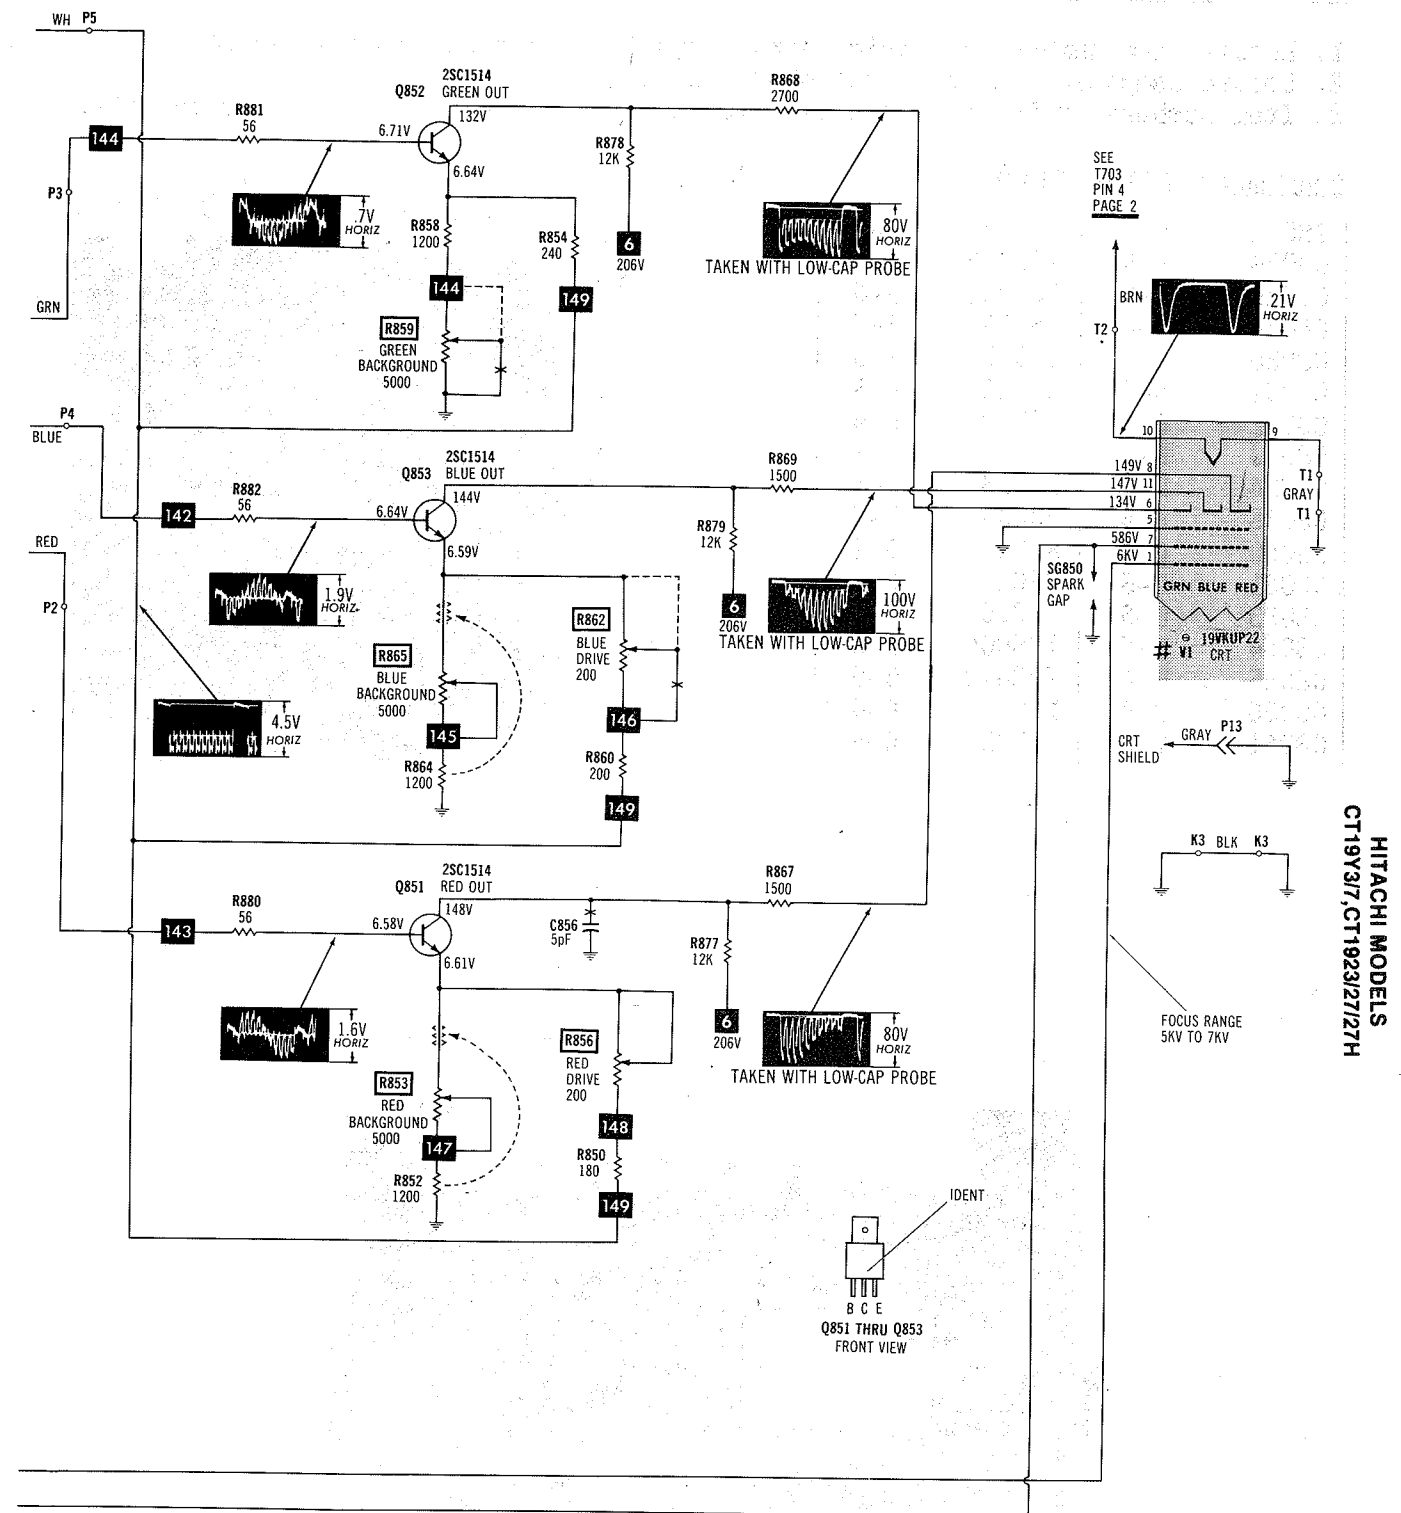 WH P5
2SC1514
Q852 GREEN OUT
132V
R881
56
6.71V
144
6.64V
P3
.7V
HORIZ
R858
1200
R854
240
R878
12K
6
206V
R868
2700
80V
HORIZ
TAKEN WITH LOW-CAP PROBE
144
149
GRN
R859
GREEN
BACKGROUND
5000
SEE
T703
PIN 4
PAGE 2
BRN
T2
21V
HORIZ
P4
BLUE
2SC1514
Q853 BLUE OUT
144V
R882
56
6.64V
142
6.59V
RED
P2
1.9V
HORIZ.
R865
BLUE
BACKGROUND
5000
145
R864
1200
R862
BLUE
DRIVE
200
146
R860
200
149
R869
1500
R879
12K
6
206V
100V
HORIZ
TAKEN WITH LOW-CAP PROBE
4.5V
HORIZ
10
9
149V 8
147V 11
134V 6
5
586V 7
6KV 1
T1
GRAY
T1
SG850
SPARK
GAP
GRN BLUE RED
19VKUP22
# V1 CRT
CRT
SHIELD
GRAY P13
K3 BLK K3
HITACHI MODELS
CT19Y3/7,CT1923/27/27H
2SC1514
Q851 RED OUT
148V
R880
56
6.58V
143
6.61V
C856
5pF
R877
12K
6
206V
R867
1500
80V
HORIZ
TAKEN WITH LOW-CAP PROBE
1.6V
HORIZ
R853
RED
BACKGROUND
5000
147
R852
1200
R856
RED
DRIVE
200
148
R850
180
149
FOCUS RANGE
5KV TO 7KV
IDENT
B C E
Q851 THRU Q853
FRONT VIEW